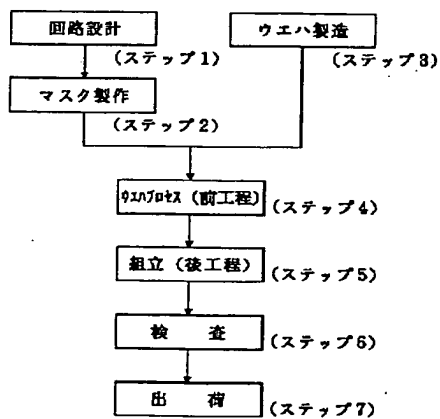 回路設計
(ステップ1)
ウエハ製造
(ステップ3)
マスク製作
(ステップ2)
ウエハプロセス(前工程)
(ステップ4)
組立(後工程)
(ステップ5)
検 査
(ステップ6)
出 荷
(ステップ7)